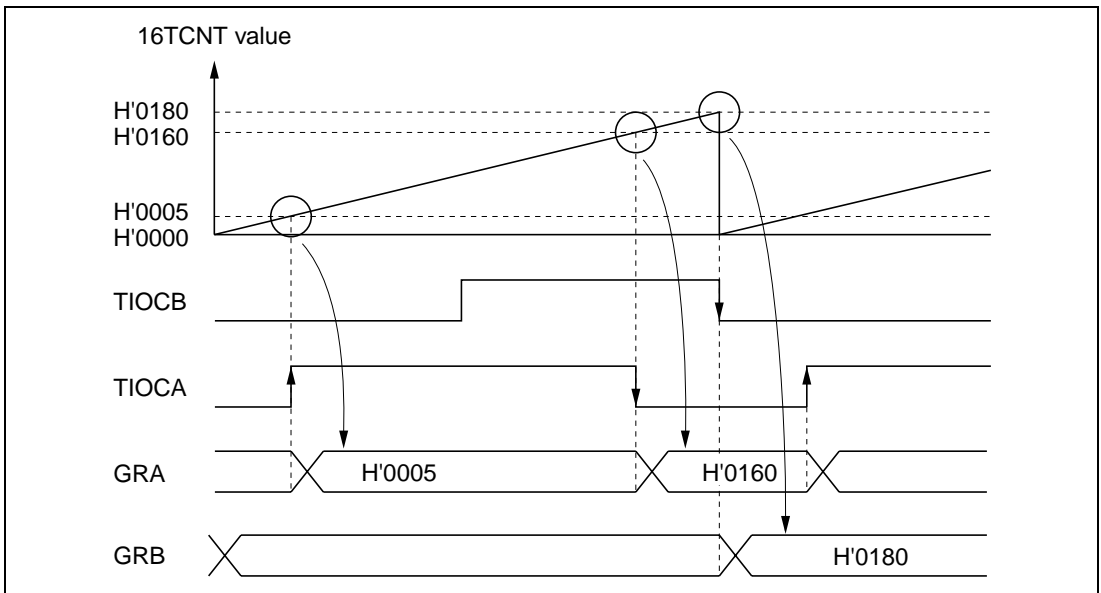 16TCNT value
H'0180
H'0160
H'0005
H'0000
TIOCB
TIOCA
GRA
H'0005
H'0160
GRB
H'0180